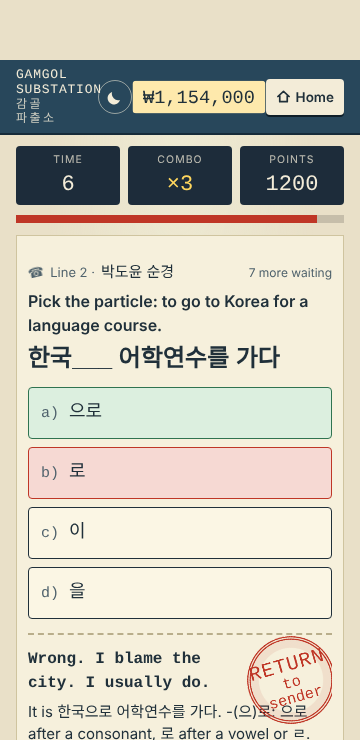 GAMGOL
SUBSTATION
감골
파출소
₩1,154,000
Home
TIME
6
COMBO
×3
POINTS
1200
☎ Line 2 · 박도윤 순경
7 more waiting
Pick the particle: to go to Korea for a
language course.
한국___ 어학연수를 가다
a) 으로
b) 로
c) 이
d) 을
Wrong. I blame the
city. I usually do.
RETURN
to
sender
It is 한국으로 어학연수를 가다. -(으)로: 으로
after a consonant, 로 after a vowel or ㄹ.